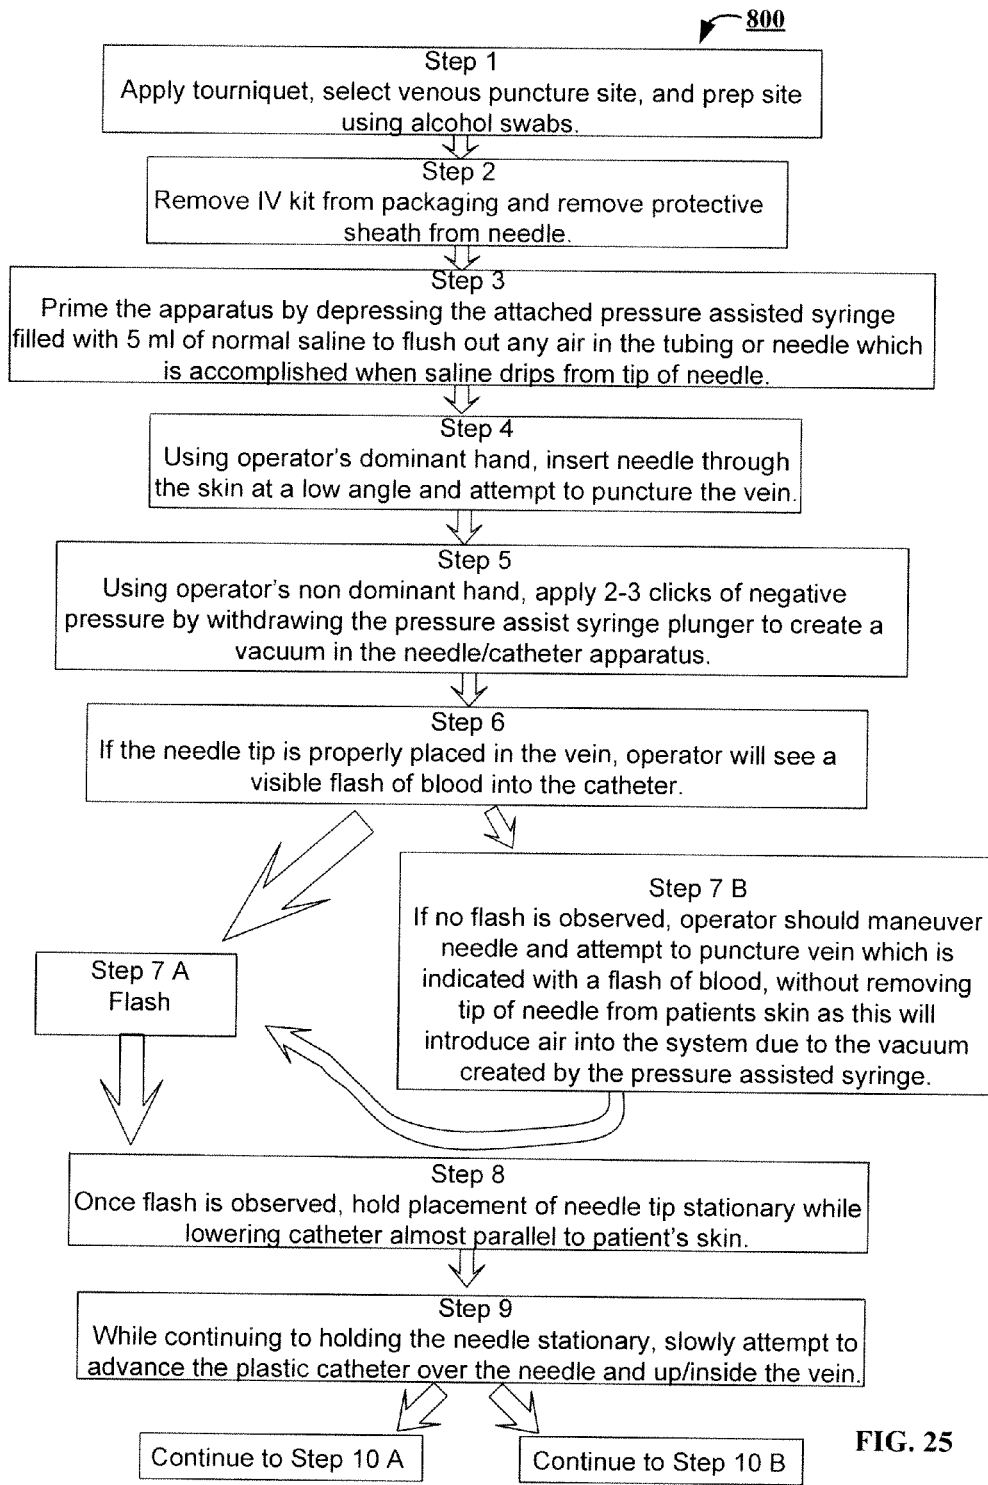 800
Step 1
Apply tourniquet, select venous puncture site, and prep site
using alcohol swabs.
Step 2
Remove IV kit from packaging and remove protective
sheath from needle.
Step 3
Prime the apparatus by depressing the attached pressure assisted syringe
filled with 5 ml of normal saline to flush out any air in the tubing or needle which
is accomplished when saline drips from tip of needle.
Step 4
Using operator's dominant hand, insert needle through
the skin at a low angle and attempt to puncture the vein.
Step 5
Using operator's non dominant hand, apply 2-3 clicks of negative
pressure by withdrawing the pressure assist syringe plunger to create a
vacuum in the needle/catheter apparatus.
Step 6
If the needle tip is properly placed in the vein, operator will see a
visible flash of blood into the catheter.
Step 7 A
Flash
Step 7 B
If no flash is observed, operator should maneuver
needle and attempt to puncture vein which is
indicated with a flash of blood, without removing
tip of needle from patients skin as this will
introduce air into the system due to the vacuum
created by the pressure assisted syringe.
Step 8
Once flash is observed, hold placement of needle tip stationary while
lowering catheter almost parallel to patient's skin.
Step 9
While continuing to holding the needle stationary, slowly attempt to
advance the plastic catheter over the needle and up/inside the vein.
Continue to Step 10 A
Continue to Step 10 B
FIG. 25